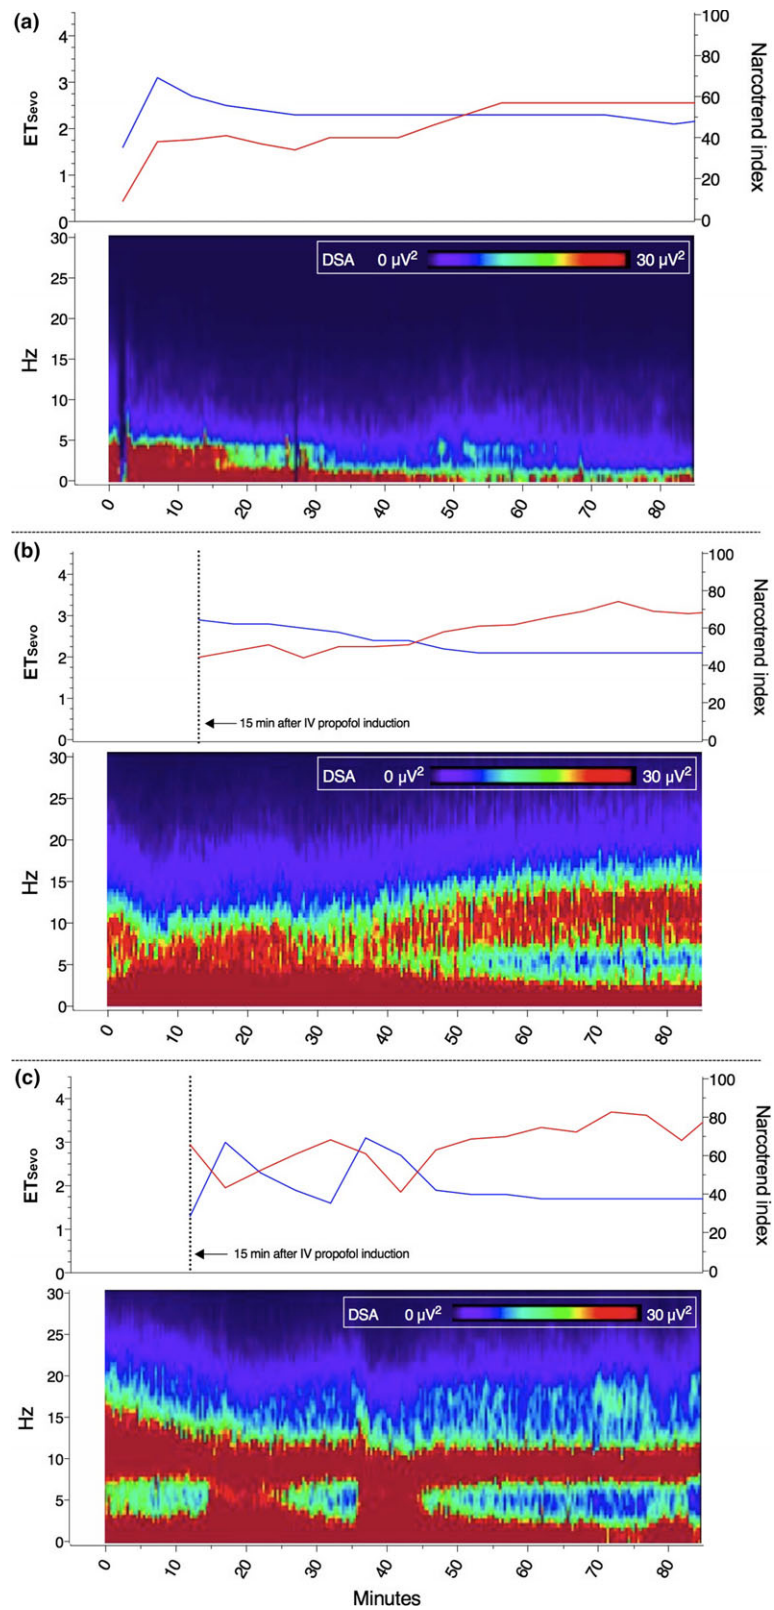 (a)
ETSevo
4
3
2
1
0
Narcotrend index
100
80
60
40
20
0
DSA 0 µV² 30 µV²
Hz
30
25
20
15
10
5
0
0 10 20 30 40 50 60 70 80
(b)
ETSevo
4
3
2
1
0
Narcotrend index
100
80
60
40
20
0
15 min after IV propofol induction
DSA 0 µV² 30 µV²
Hz
30
25
20
15
10
5
0
0 10 20 30 40 50 60 70 80
(c)
ETSevo
4
3
2
1
0
Narcotrend index
100
80
60
40
20
0
15 min after IV propofol induction
DSA 0 µV² 30 µV²
Hz
30
25
20
15
10
5
0
0 10 20 30 40 50 60 70 80
Minutes